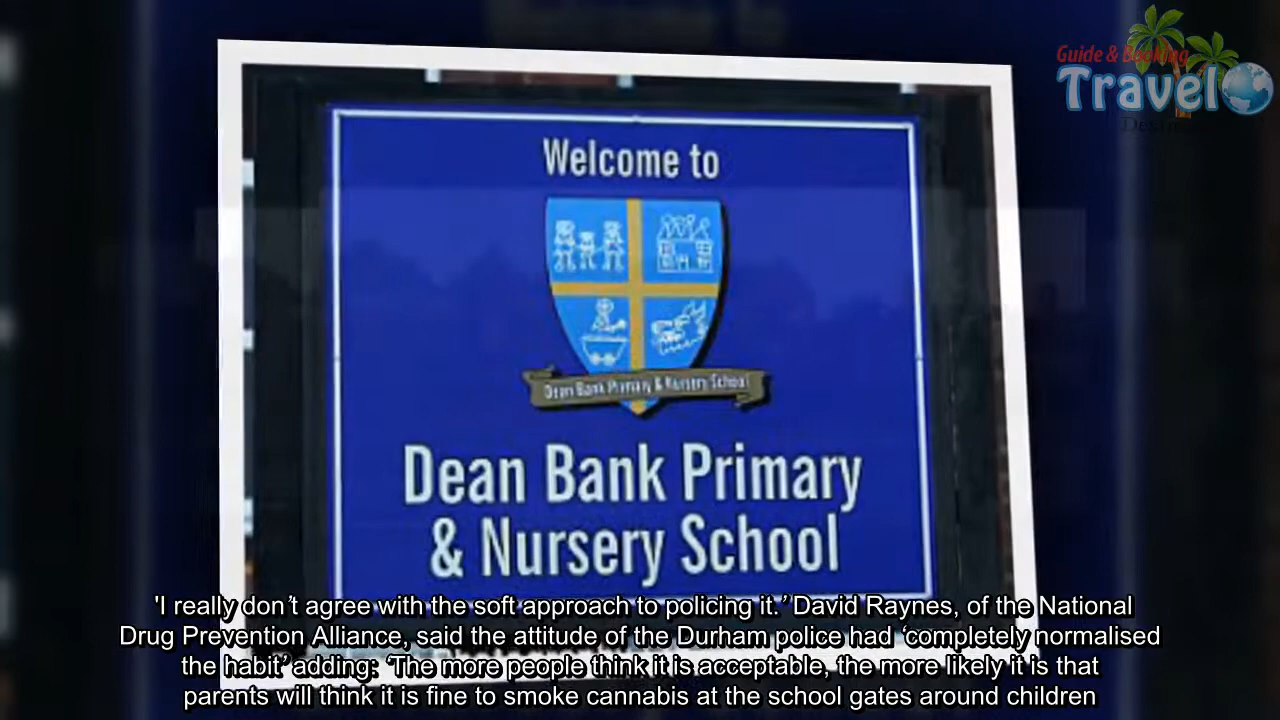 Guide & Booking
Travel
Welcome to
Dean Bank Primary & Nursery School
Dean Bank Primary
& Nursery School
'I really don’t agree with the soft approach to policing it.’ David Raynes, of the National
Drug Prevention Alliance, said the attitude of the Durham police had ‘completely normalised
the habit’ adding: ‘The more people think it is acceptable, the more likely it is that
parents will think it is fine to smoke cannabis at the school gates around children